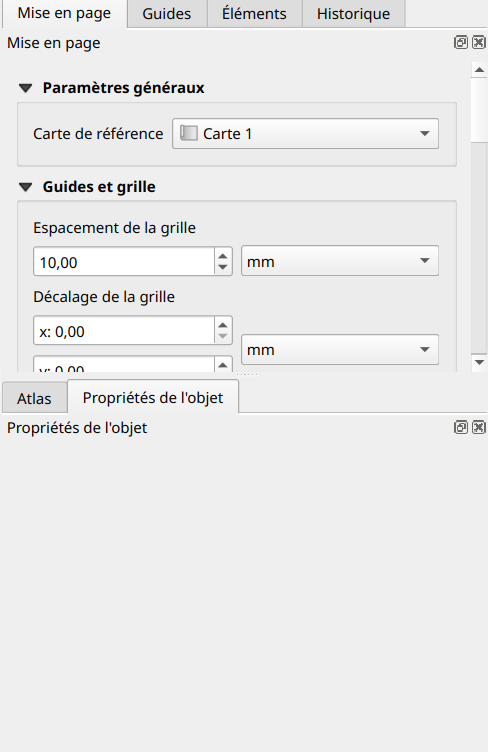 Mise en page Guides Éléments Historique
Mise en page
Paramètres généraux
Carte de référence Carte 1
Guides et grille
Espacement de la grille
10,00 mm
Décalage de la grille
x: 0,00
mm
y: 0,00
Atlas Propriétés de l'objet
Propriétés de l'objet